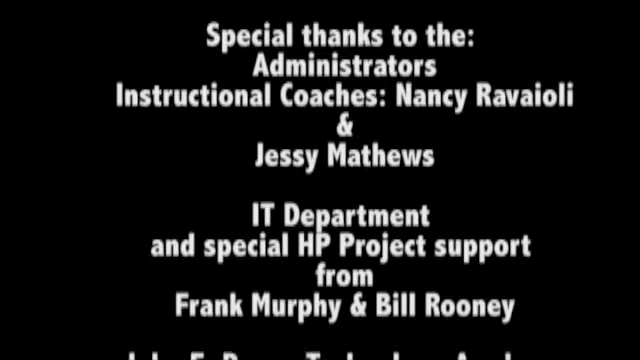 Special thanks to the:
Administrators
Instructional Coaches: Nancy Ravaioli
&
Jessy Mathews
IT Department
and special HP Project support
from
Frank Murphy & Bill Rooney